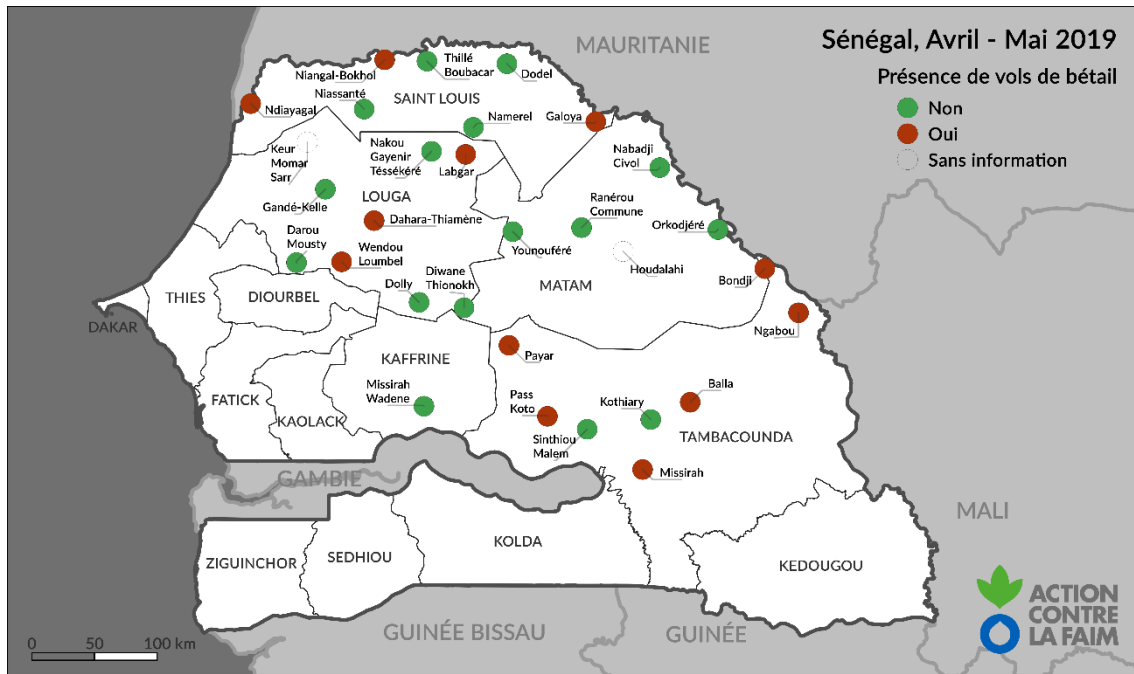 MAURITANIE
Sénégal, Avril - Mai 2019
Présence de vols de bétail
Non
Oui
Sans information
Niangal-Bokhol
Thillé
Boubacar
Dodel
Niassanté
SAINT LOUIS
Ndiayagal
Namerel
Galoya
Keur
Momar
Sarr
Nakou
Gayenir
Téssékéré
Labgar
Nabadji
Civol
LOUGA
Gandé-Kelle
Ranérou
Commune
Dahara-Thiamène
Orkodjéré
Darou
Mousty
Wendou
Loumbel
Younouféré
Houdalahi
Bondji
Dolly
Diwane
Thionokh
MATAM
THIES
DIOURBEL
DAKAR
Ngabou
KAFFRINE
Payar
Missirah
Wadene
Pass
Koto
Kothiary
Balla
FATICK
KAOLACK
Sinthiou
Malem
TAMBACOUNDA
GAMBIE
Missirah
MALI
ZIGUINCHOR
SEDHIOU
KOLDA
KEDOUGOU
GUINÉE BISSAU
GUINÉE
0 50 100 km
ACTION
CONTRE
LA FAIM